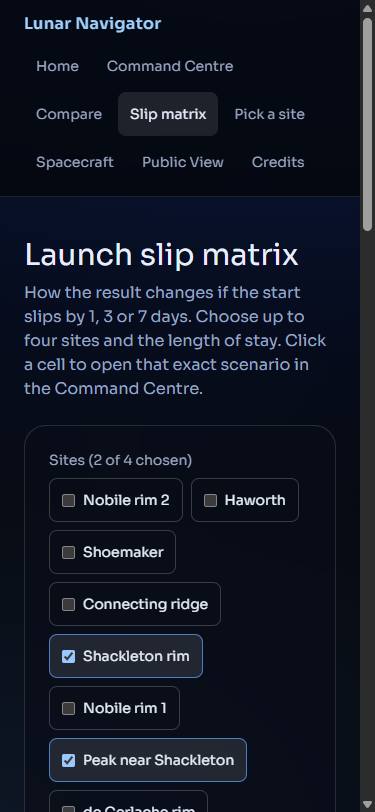 Lunar Navigator
Home Command Centre
Compare Slip matrix Pick a site
Spacecraft Public View Credits
Launch slip matrix
How the result changes if the start
slips by 1, 3 or 7 days. Choose up to
four sites and the length of stay. Click
a cell to open that exact scenario in
the Command Centre.
Sites (2 of 4 chosen)
Nobile rim 2 Haworth
Shoemaker
Connecting ridge
Shackleton rim
Nobile rim 1
Peak near Shackleton
de Gerlache rim